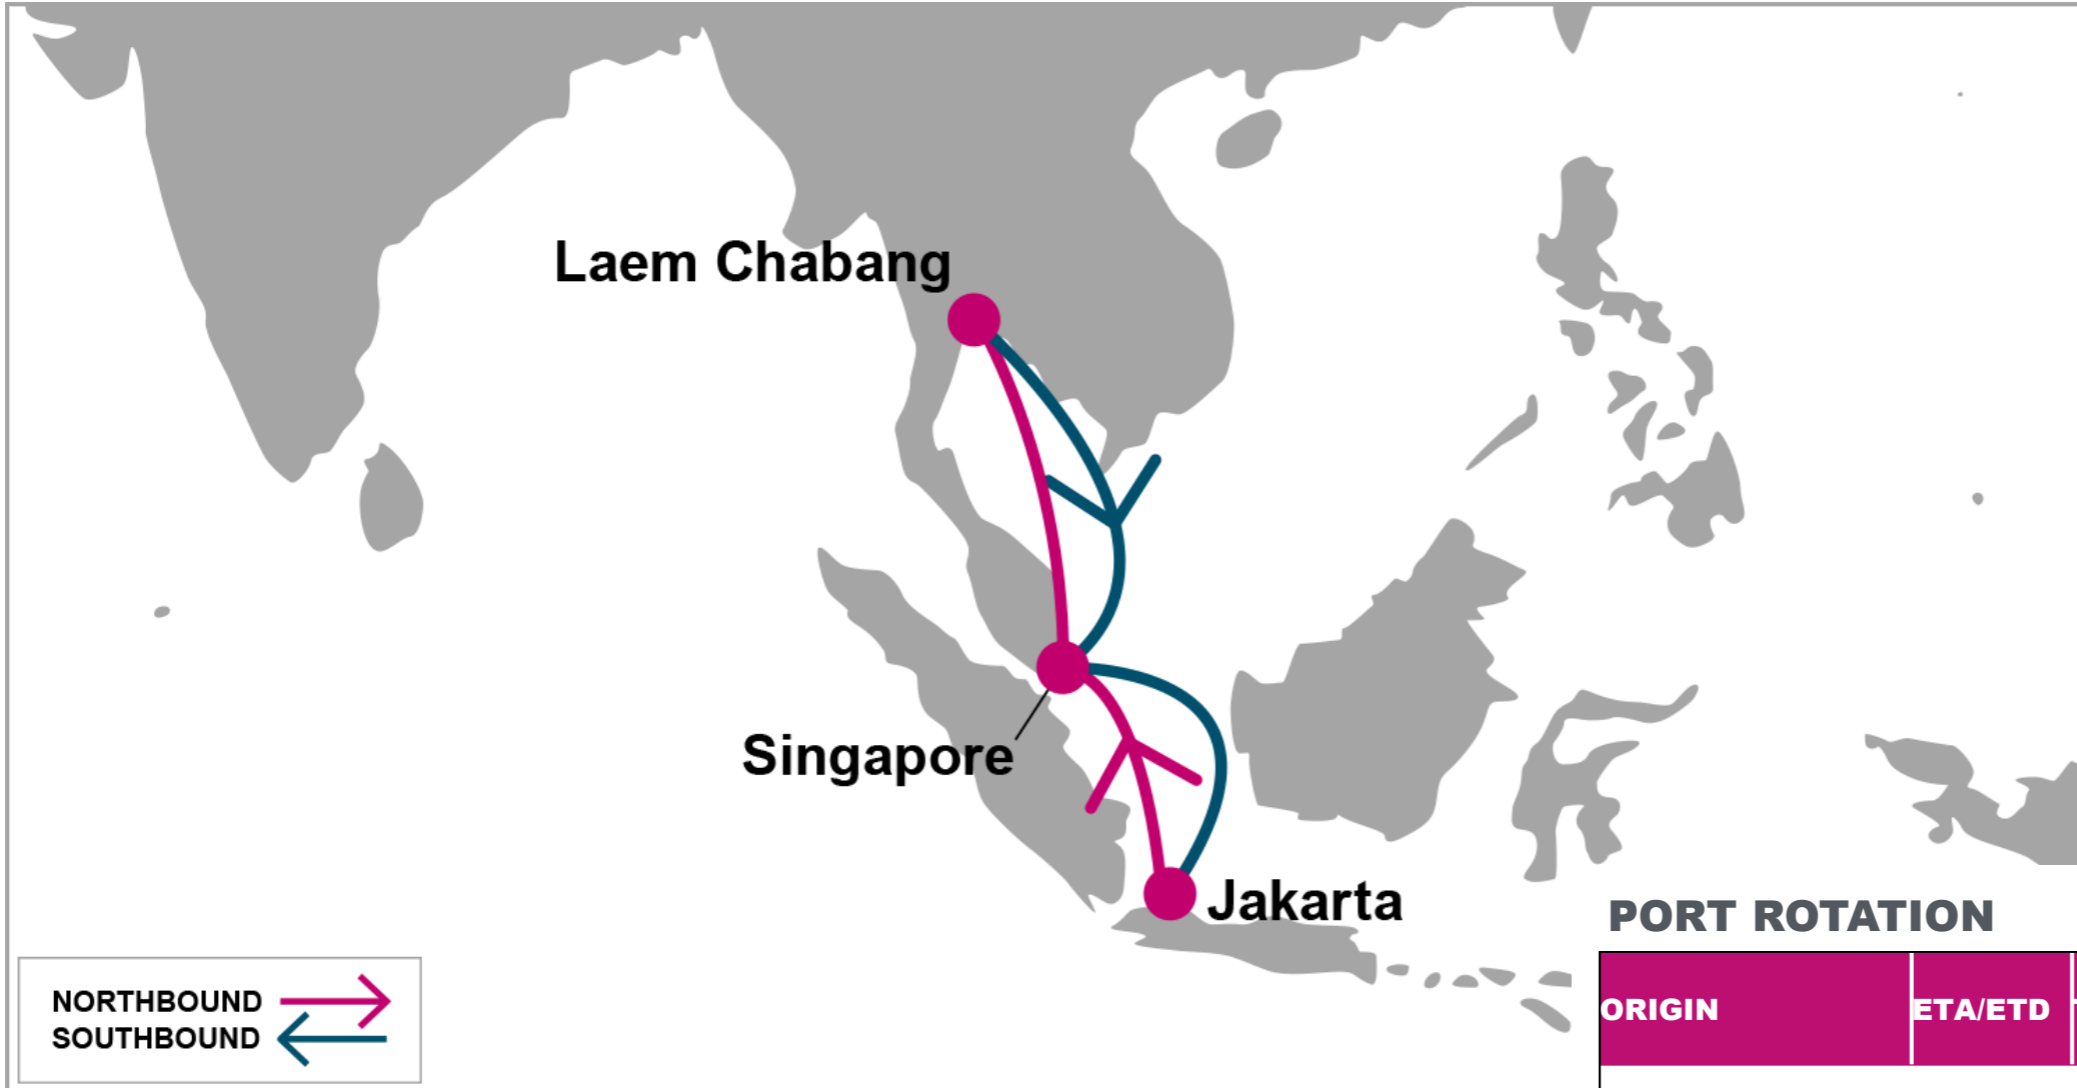 Laem Chabang
Singapore
Jakarta
PORT ROTATION
ORIGIN
ETA/ETD
NORTHBOUND
SOUTHBOUND